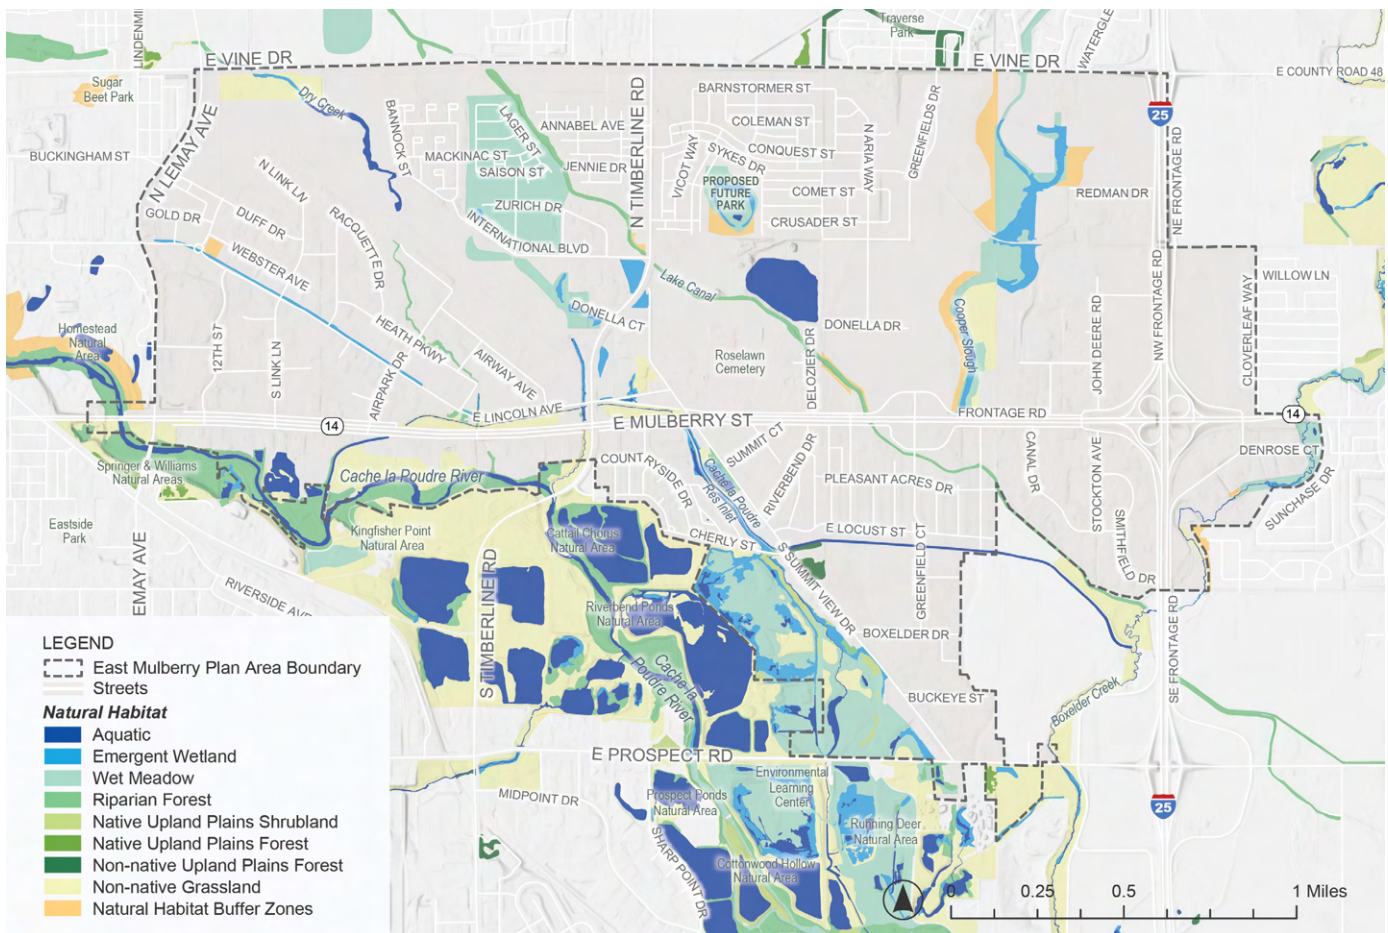 Traverse
Park
LINDENMEI
E VINE DR
E VINE DR
WATERGLE
E COUNTY ROAD 48
Sugar
Beet Park
Dry Creek
BANNOCK ST
LAGER ST
N TIMBERLINE RD
BARNSTORMER ST
GREENFIELDS DR
25
NE FRONTAGE RD
N LEMAY AVE
ANNABEL AVE
COLEMAN ST
N ARIA WAY
BUCKINGHAM ST
MACKINAC ST
JENNIE DR
VICOT WAY
SYKES DR
CONQUEST ST
SAISON ST
N LINK LN
PROPOSED
FUTURE
PARK
COMET ST
REDMAN DR
GOLD DR
DUFF DR
RACQUETTE DR
ZURICH DR
CRUSADER ST
INTERNATIONAL BLVD
WEBSTER AVE
NW FRONTAGE RD
WILLOW LN
CLOVERLEAF WAY
Lake Canal
Cooper Slough
JOHN DEERE RD
DONELLA CT
DONELLA DR
DELOZIER DR
Homestead
Natural
Area
12TH ST
S LINK LN
HEATH PKWY
AIRPARK DR
AIRWAY AVE
Roselawn
Cemetery
E LINCOLN AVE
FRONTAGE RD
14
14
E MULBERRY ST
SUMMIT CT
RIVERBEND DR
CANAL DR
STOCKTON AVE
DENROSE CT
SUNCHASE DR
Springer & Williams
Natural Areas
Cache la Poudre River
COUNTRYSIDE DR
Cache la Poudre
Res Inlet
PLEASANT ACRES DR
Eastside
Park
Kingfisher Point
Natural Area
Cattail Chorus
Natural Area
CHERLY ST
E LOCUST ST
SMITHFIELD DR
S SUMMIT VIEW DR
GREENFIELD CT
EMAY AVE
RIVERSIDE AVE
S TIMBERLINE RD
Riverbend Ponds
Natural Area
BOXELDER DR
SE FRONTAGE RD
Cache la
Poudre River
BUCKEYE ST
Boxelder Creek
E PROSPECT RD
MIDPOINT DR
Prospect Ponds
Natural Area
Environmental
Learning
Center
25
SHARP POINT DR
Running Deer
Natural Area
Cottonwood Hollow
Natural Area
0 0.25 0.5 1 Miles
LEGEND
East Mulberry Plan Area Boundary
Streets
Natural Habitat
Aquatic
Emergent Wetland
Wet Meadow
Riparian Forest
Native Upland Plains Shrubland
Native Upland Plains Forest
Non-native Upland Plains Forest
Non-native Grassland
Natural Habitat Buffer Zones